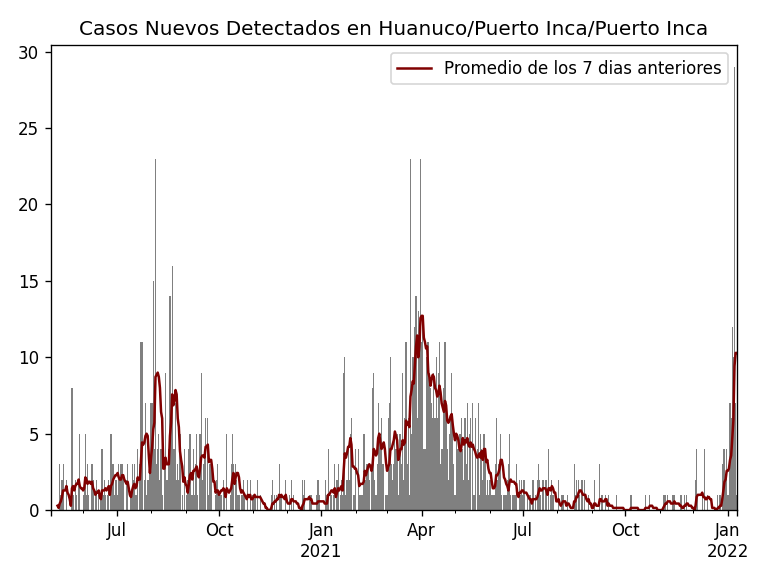 Casos Nuevos Detectados en Huanuco/Puerto Inca/Puerto Inca
Promedio de los 7 dias anteriores
30
25
20
15
10
5
0
Jul
Oct
Jan
2021
Apr
Jul
Oct
Jan
2022